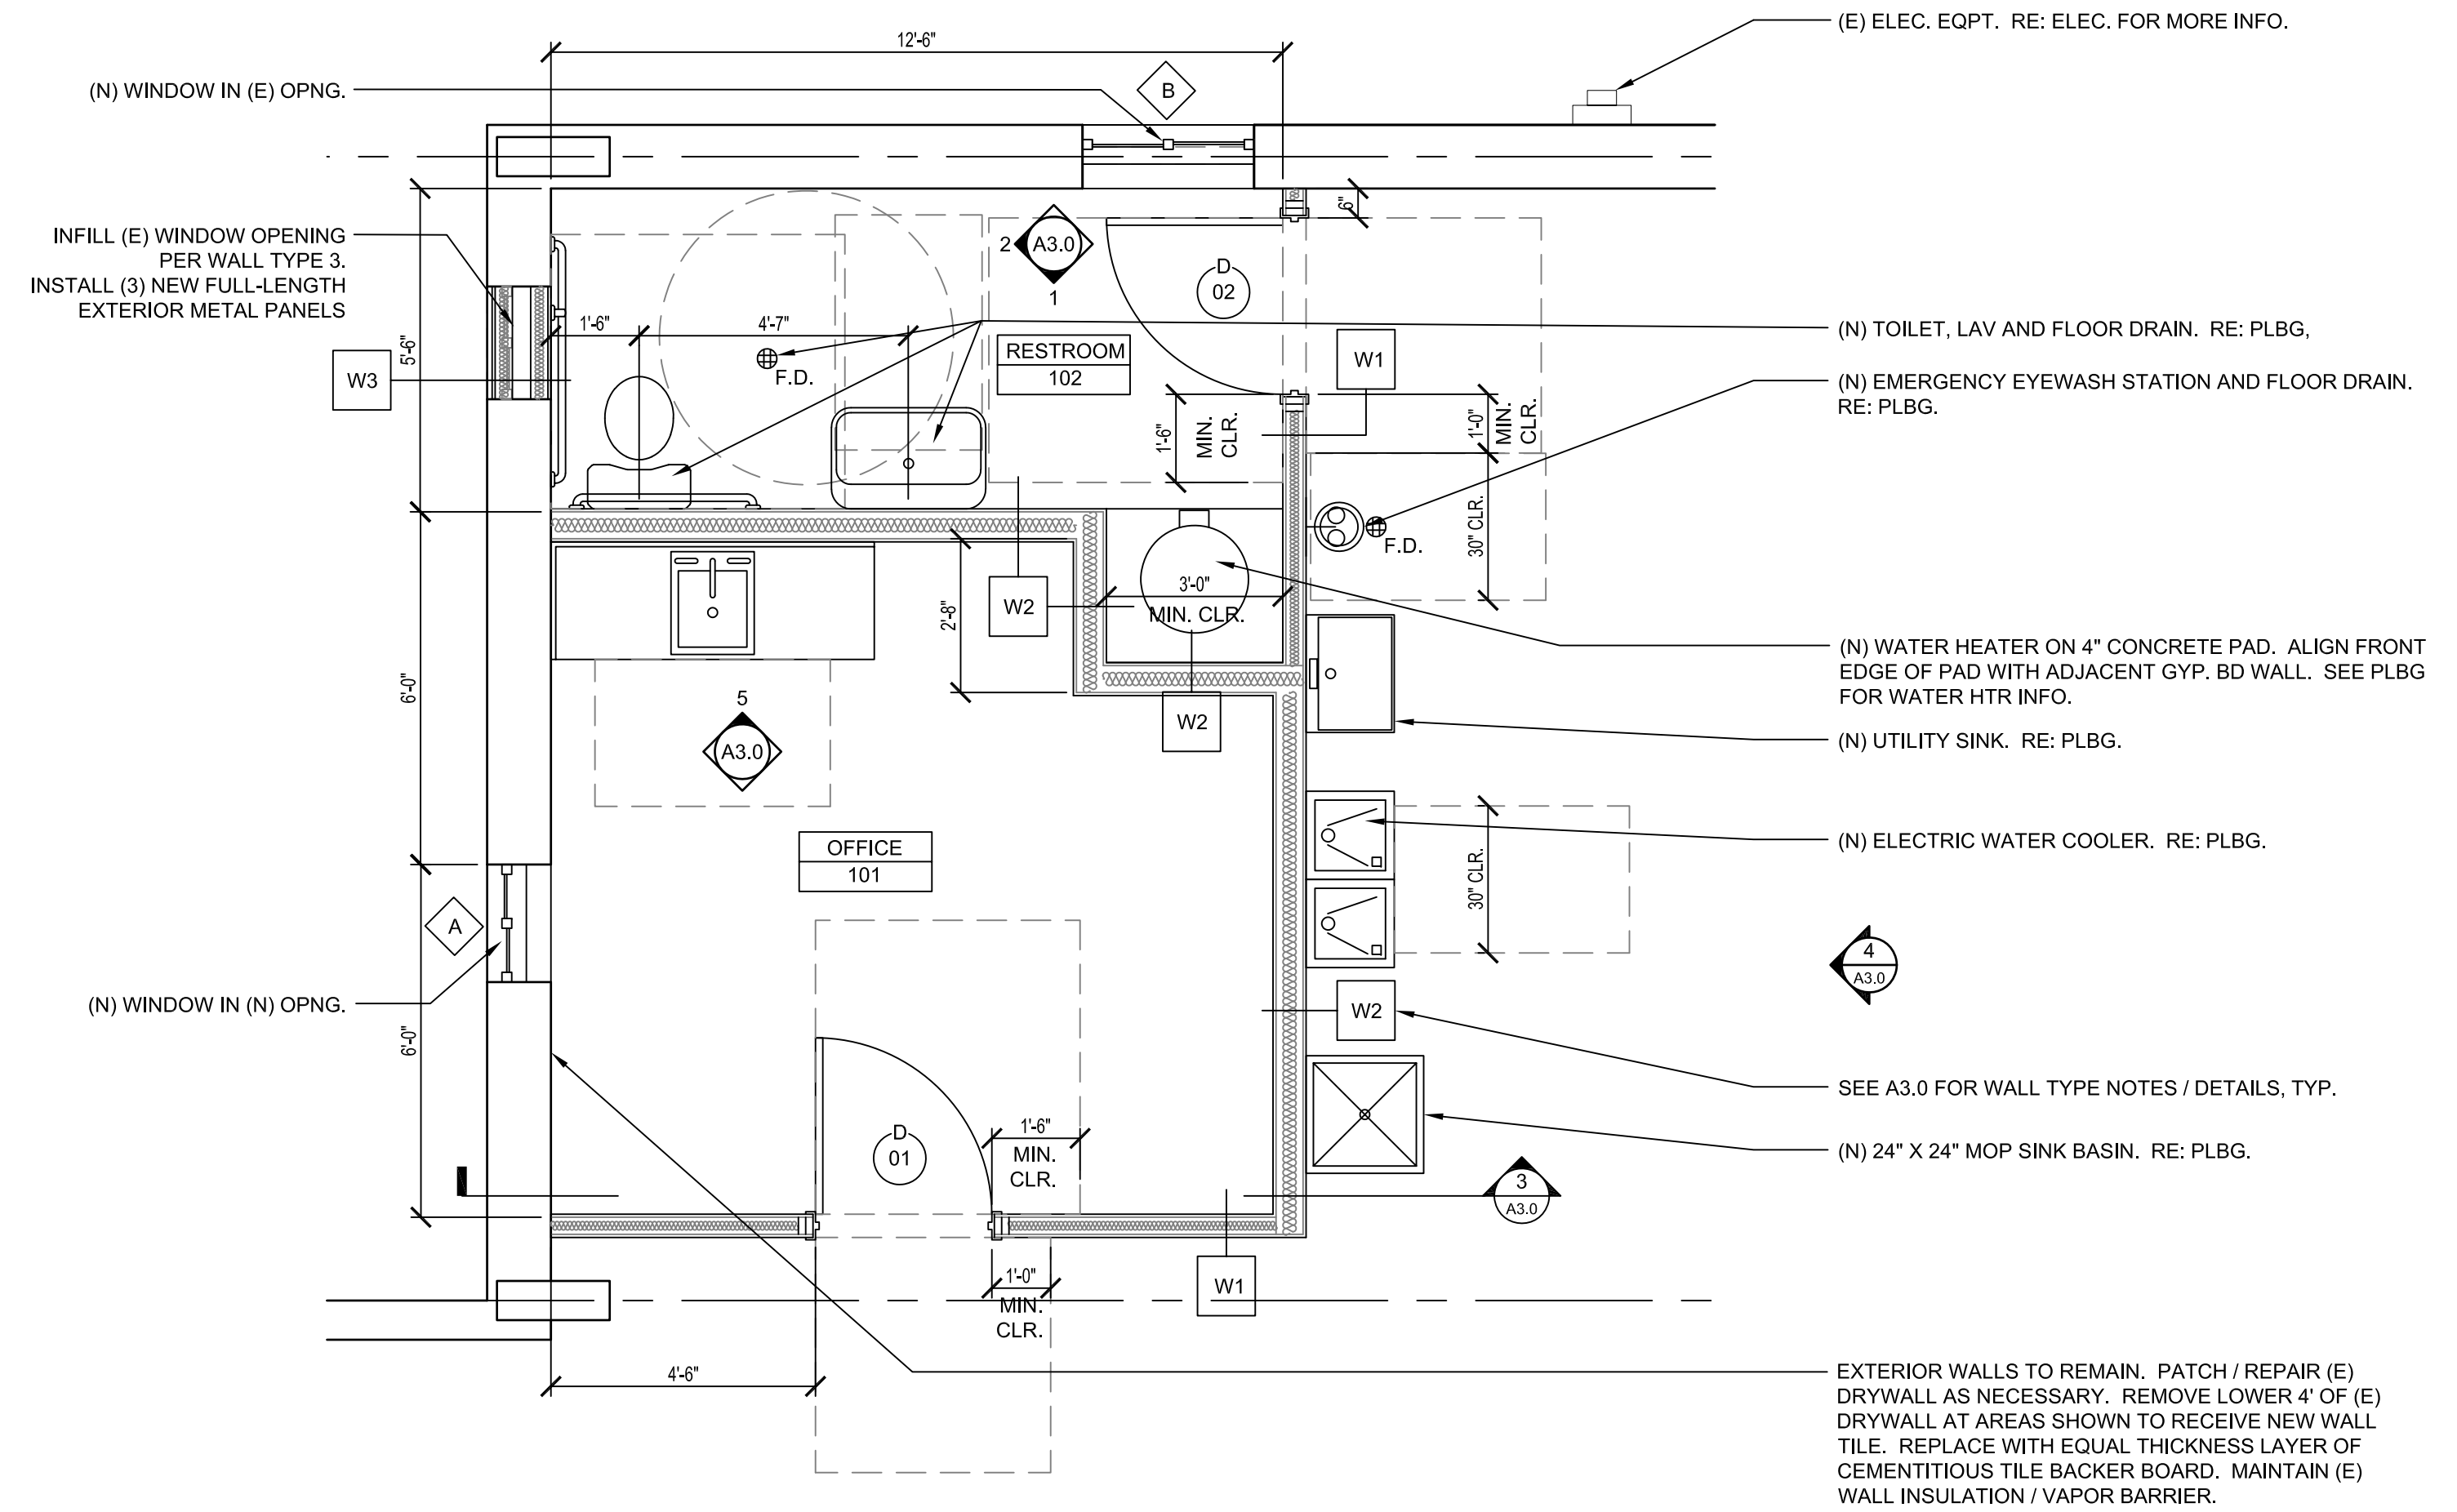 (E) ELEC. EQPT.  RE: ELEC. FOR MORE INFO.
12'-6"
(N) WINDOW IN (E) OPNG.
B
INFILL (E) WINDOW OPENING
PER WALL TYPE 3.
INSTALL (3) NEW FULL-LENGTH
EXTERIOR METAL PANELS
6"
2
A3.0
1
D
02
1'-6"
4'-7"
5'-6"
W3
F.D.
RESTROOM
102
W1
(N) TOILET, LAV AND FLOOR DRAIN.  RE: PLBG,
(N) EMERGENCY EYEWASH STATION AND FLOOR DRAIN.
RE: PLBG.
1'-6"
MIN.
CLR.
1'-0"
MIN.
CLR.
30" CLR.
F.D.
3'-0"
MIN. CLR.
W2
2'-8"
(N) WATER HEATER ON 4" CONCRETE PAD.  ALIGN FRONT
EDGE OF PAD WITH ADJACENT GYP. BD WALL.  SEE PLBG
FOR WATER HTR INFO.
6'-0"
5
A3.0
W2
(N) UTILITY SINK.  RE: PLBG.
OFFICE
101
30" CLR.
(N) ELECTRIC WATER COOLER.  RE: PLBG.
A
4
A3.0
(N) WINDOW IN (N) OPNG.
W2
6'-0"
SEE A3.0 FOR WALL TYPE NOTES / DETAILS, TYP.
D
01
1'-6"
MIN.
CLR.
(N) 24" X 24" MOP SINK BASIN.  RE: PLBG.
3
A3.0
1'-0"
MIN.
CLR.
W1
4'-6"
EXTERIOR WALLS TO REMAIN.  PATCH / REPAIR (E)
DRYWALL AS NECESSARY.  REMOVE LOWER 4' OF (E)
DRYWALL AT AREAS SHOWN TO RECEIVE NEW WALL
TILE.  REPLACE WITH EQUAL THICKNESS LAYER OF
CEMENTITIOUS TILE BACKER BOARD.  MAINTAIN (E)
WALL INSULATION / VAPOR BARRIER.